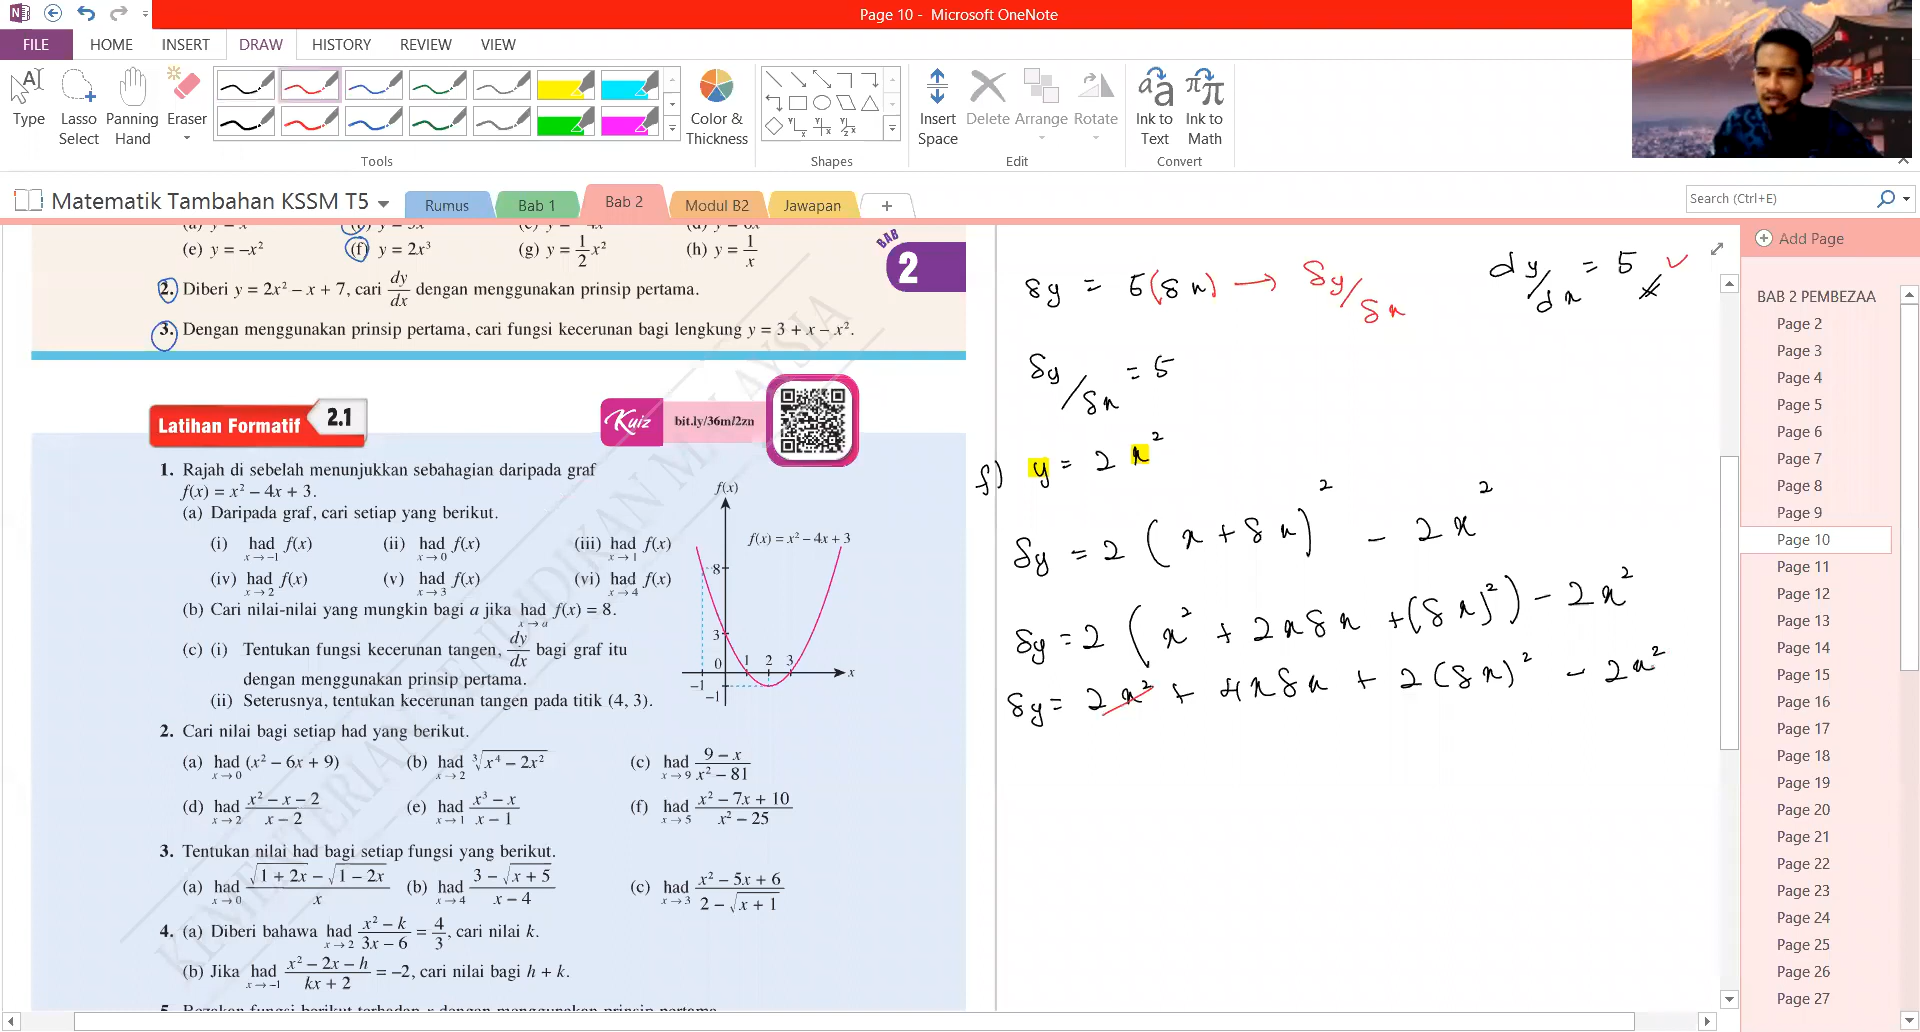 Page 10 - Microsoft OneNote
FILE HOME INSERT DRAW HISTORY REVIEW VIEW
Type
Lasso Select
Panning Hand
Eraser
Color & Thickness
Insert Space
Delete
Arrange
Rotate
Ink to Text
Ink to Math
Tools Shapes Edit Convert
Matematik Tambahan KSSM T5
Rumus Bab 1 Bab 2 Modul B2 Jawapan +
Search (Ctrl+E)
(e) y = –x² (f) y = 2x³ (g) y = 1/2 x² (h) y = 1/x
BAB 2
2. Diberi y = 2x² – x + 7, cari dy/dx dengan menggunakan prinsip pertama.
3. Dengan menggunakan prinsip pertama, cari fungsi kecerunan bagi lengkung y = 3 + x – x².
Latihan Formatif 2.1
Kuiz bit.ly/36m/2zn
1. Rajah di sebelah menunjukkan sebahagian daripada graf
f(x) = x² – 4x + 3.
(a) Daripada graf, cari setiap yang berikut.
(i) had x→–1 f(x) (ii) had x→0 f(x) (iii) had x→1 f(x)
(iv) had x→2 f(x) (v) had x→3 f(x) (vi) had x→4 f(x)
(b) Cari nilai-nilai yang mungkin bagi a jika had x→a f(x) = 8.
(c) (i) Tentukan fungsi kecerunan tangen, dy/dx bagi graf itu
dengan menggunakan prinsip pertama.
(ii) Seterusnya, tentukan kecerunan tangen pada titik (4, 3).
f(x)
f(x) = x² – 4x + 3
8
3
0 1 2 3 x
–1
–1
2. Cari nilai bagi setiap had yang berikut.
(a) had x→0 (x² – 6x + 9) (b) had x→2 ∛(x⁴ – 2x²) (c) had x→9 (9 – x)/(x² – 81)
(d) had x→2 (x² – x – 2)/(x – 2) (e) had x→1 (x³ – x)/(x – 1) (f) had x→5 (x² – 7x + 10)/(x² – 25)
3. Tentukan nilai had bagi setiap fungsi yang berikut.
(a) had x→0 (√(1 + 2x) – √(1 – 2x))/x (b) had x→4 (3 – √(x + 5))/(x – 4) (c) had x→3 (x² – 5x + 6)/(2 – √(x + 1))
4. (a) Diberi bahawa had x→2 (x² – k)/(3x – 6) = 4/3, cari nilai k.
(b) Jika had x→–1 (x² – 2x – h)/(kx + 2) = –2, cari nilai bagi h + k.
KEMENTERIAN PENDIDIKAN MALAYSIA
δy = 5(δx) → δy/δx
dy/dx = 5
δy/δx = 5
f) y = 2x²
δy = 2(x + δx)² – 2x²
δy = 2(x² + 2xδx + (δx)²) – 2x²
δy = 2x² + 4xδx + 2(δx)² – 2x²
Add Page
BAB 2 PEMBEZAA
Page 2
Page 3
Page 4
Page 5
Page 6
Page 7
Page 8
Page 9
Page 10
Page 11
Page 12
Page 13
Page 14
Page 15
Page 16
Page 17
Page 18
Page 19
Page 20
Page 21
Page 22
Page 23
Page 24
Page 25
Page 26
Page 27